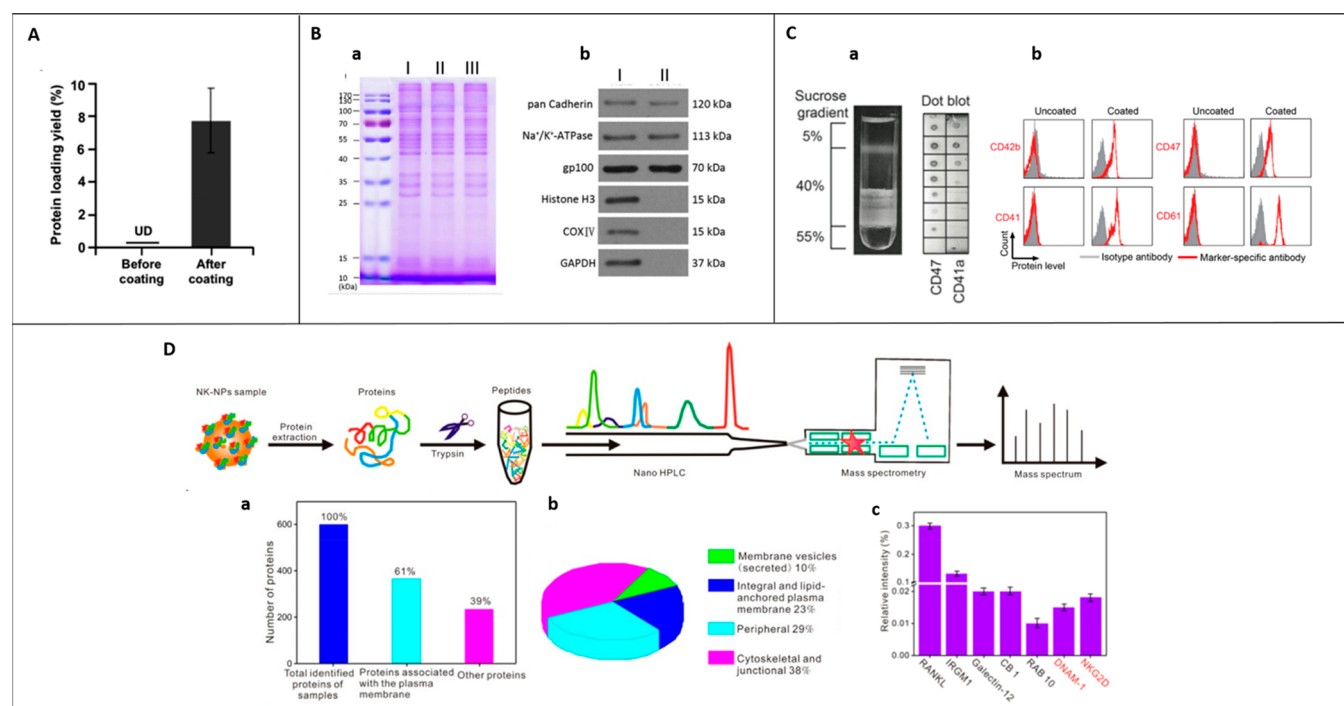 A
Protein loading yield (%)
10
8
6
4
2
0
UD
Before coating
After coating
B
a
I II III
170
130
100
70
55
40
35
25
15
10
(kDa)
b
I II
pan Cadherin 120 kDa
Na⁺/K⁺-ATPase 113 kDa
gp100 70 kDa
Histone H3 15 kDa
COX IV 15 kDa
GAPDH 37 kDa
C
a
Sucrose
gradient
5%
40%
55%
Dot blot
CD47
CD41a
b
Uncoated Coated Uncoated Coated
CD42b CD47
CD41 CD61
Count
Protein level
Isotype antibody Marker-specific antibody
D
NK-NPs sample
Protein
extraction
Proteins
Trypsin
Peptides
Nano HPLC
Mass spectrometry
Mass spectrum
a
Number of proteins
600
400
200
0
100%
61%
39%
Total identified
proteins of
samples
Proteins associated
with the plasma
membrane
Other proteins
b
Membrane vesicles
(secreted) 10%
Integral and lipid-
anchored plasma
membrane 23%
Peripheral 29%
Cytoskeletal and
junctional 38%
c
Relative intensity (%)
0.3
0.2
0.1
0.02
0.01
0.00
RANKL
IRGM1
Galectin-12
CB 1
RAB 10
DNAM-1
NKG2D